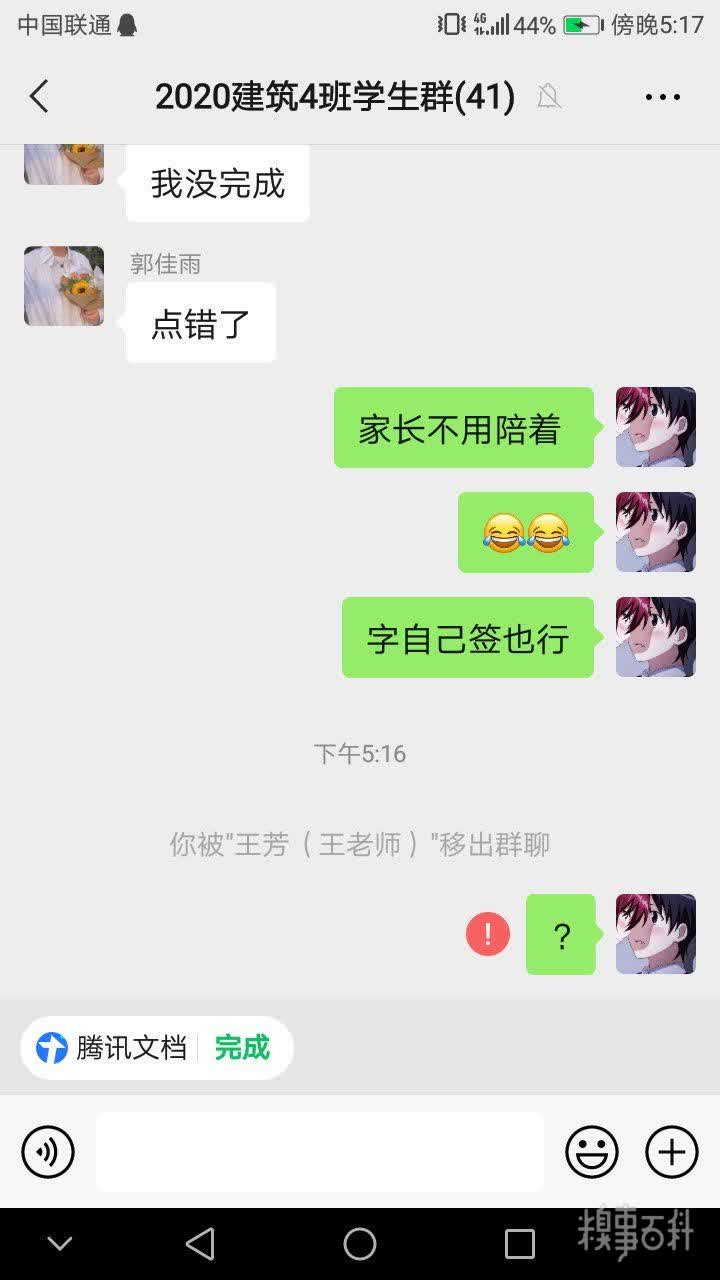 中国联通 4G 44% 傍晚5:17
2020建筑4班学生群(41)
我没完成
郭佳雨
点错了
家长不用陪着
😂😂
字自己签也行
下午5:16
你被"王芳（王老师）"移出群聊
! ?
腾讯文档 完成
糗事百科